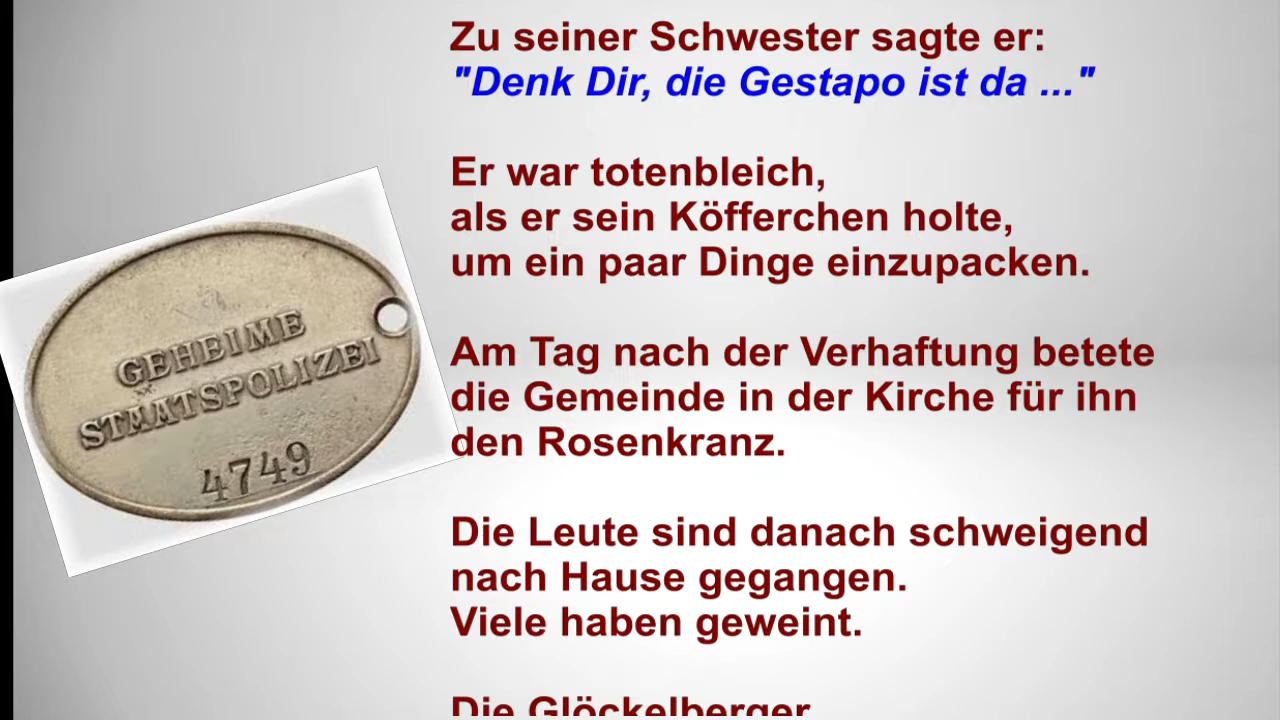 Zu seiner Schwester sagte er:
"Denk Dir, die Gestapo ist da ..."
Er war totenbleich,
als er sein Köfferchen holte,
um ein paar Dinge einzupacken.
Am Tag nach der Verhaftung betete
die Gemeinde in der Kirche für ihn
den Rosenkranz.
Die Leute sind danach schweigend
nach Hause gegangen.
Viele haben geweint.
Die Glöckelberger
GEHEIME
STAATSPOLIZEI
4749